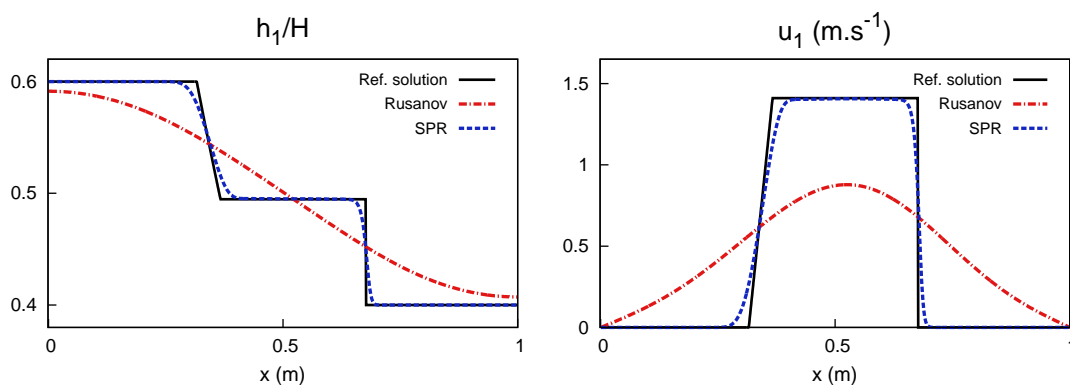 h1/H
0.6
0.5
0.4
0
0.5
1
x (m)
Ref. solution
Rusanov
SPR
u1 (m.s-1)
1.5
1
0.5
0
0
0.5
1
x (m)
Ref. solution
Rusanov
SPR